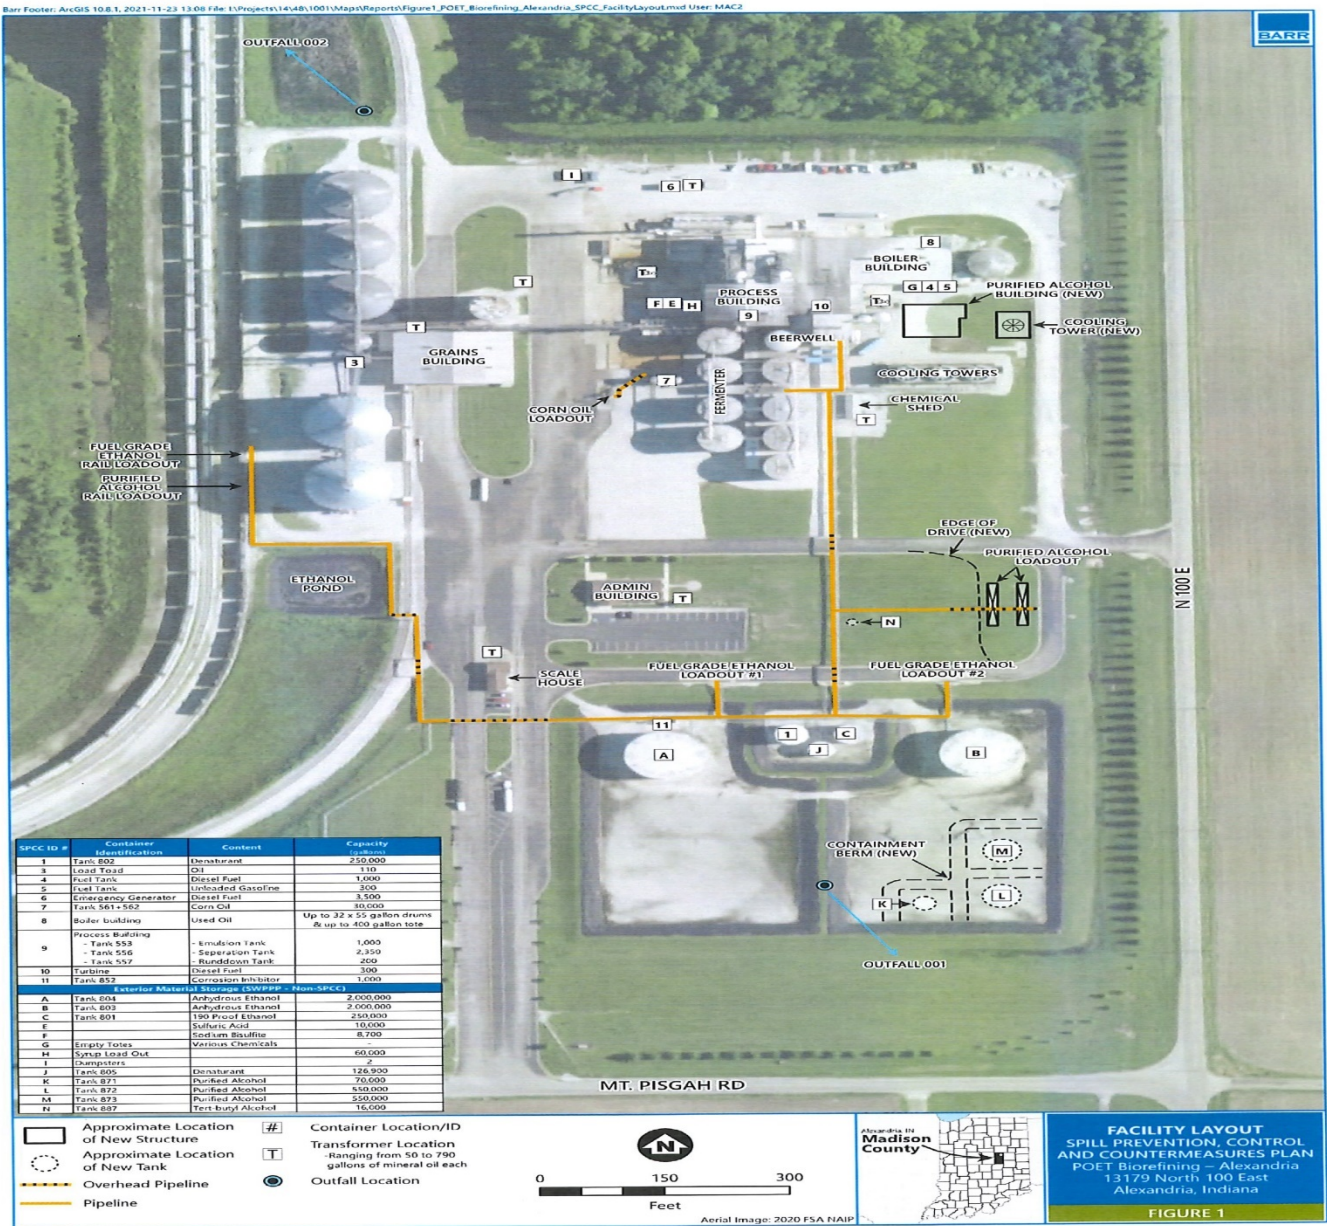 Barr Footer: ArcGIS 10.8.1, 2021-11-23 13:08 File: I:\Projects\14\48\1001\Maps\Reports\Figure1_POET_Biorefining_Alexandria_SPCC_FacilityLayout.mxd User: MAC2
BARR
OUTFALL 002
I
6 T
8
BOILER
BUILDING
T
T
G 4 5
PURIFIED ALCOHOL
BUILDING (NEW)
PROCESS
BUILDING
F E H
9
10
T
COOLING
TOWER (NEW)
T
BEERWELL
GRAINS
BUILDING
3
7
FERMENTER
COOLING TOWERS
CORN OIL
LOADOUT
CHEMICAL
SHED
T
FUEL GRADE
ETHANOL
RAIL LOADOUT
PURIFIED
ALCOHOL
RAIL LOADOUT
EDGE OF
DRIVE (NEW)
PURIFIED ALCOHOL
LOADOUT
ETHANOL
POND
ADMIN
BUILDING
T
N 100 E
N
T
SCALE
HOUSE
FUEL GRADE ETHANOL
LOADOUT #1
FUEL GRADE ETHANOL
LOADOUT #2
11
A
1
C
J
B
CONTAINMENT
BERM (NEW)
M
K
L
OUTFALL 001
MT. PISGAH RD
SPCC ID # Container Identification Content Capacity (gallons)
1 Tank 802 Denaturant 250,000
3 Load Toad Oil 110
4 Fuel Tank Diesel Fuel 1,000
5 Fuel Tank Unleaded Gasoline 300
6 Emergency Generator Diesel Fuel 3,500
7 Tank 561+562 Corn Oil 30,000
8 Boiler building Used Oil Up to 32 x 55 gallon drums & up to 400 gallon tote
9 Process Building
- Tank 553 - Emulsion Tank 1,000
- Tank 556 - Seperation Tank 2,350
- Tank 557 - Runddown Tank 200
10 Turbine Diesel Fuel 300
11 Tank 852 Corrosion Inhibitor 1,000
Exterior Material Storage (SWPPP - Non-SPCC)
A Tank 804 Anhydrous Ethanol 2,000,000
B Tank 803 Anhydrous Ethanol 2,000,000
C Tank 801 190 Proof Ethanol 250,000
E Sulfuric Acid 10,000
F Sodium Bisulfite 8,700
G Empty Totes Various Chemicals -
H Syrup Load Out 60,000
I Dumpsters 2
J Tank 805 Denaturant 126,900
K Tank 871 Purified Alcohol 70,000
L Tank 872 Purified Alcohol 550,000
M Tank 873 Purified Alcohol 550,000
N Tank 887 Tert-butyl Alcohol 16,000
Approximate Location
of New Structure
Approximate Location
of New Tank
Overhead Pipeline
Pipeline
# Container Location/ID
T Transformer Location
-Ranging from 50 to 790
gallons of mineral oil each
Outfall Location
N
0 150 300
Feet
Aerial Image: 2020 FSA NAIP
Alexandria, IN
Madison
County
FACILITY LAYOUT
SPILL PREVENTION, CONTROL
AND COUNTERMEASURES PLAN
POET Biorefining – Alexandria
13179 North 100 East
Alexandria, Indiana
FIGURE 1